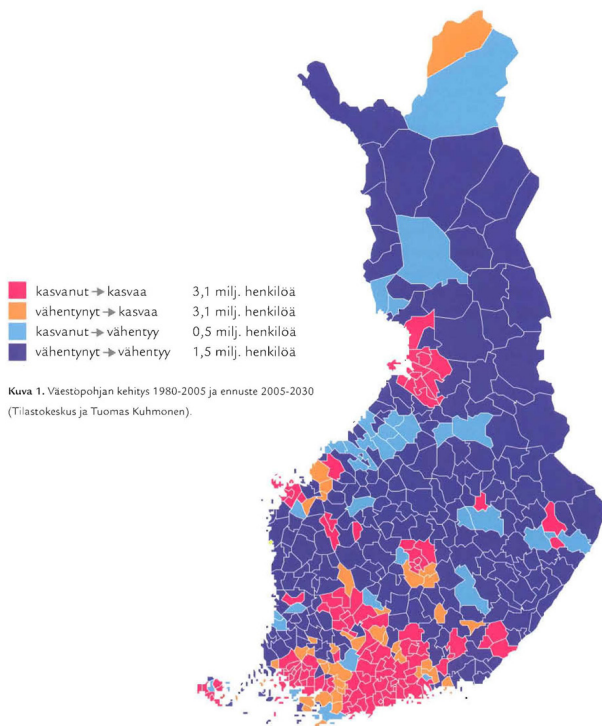 kasvanut → kasvaa 3,1 milj. henkilöä
vähentynyt → kasvaa 3,1 milj. henkilöä
kasvanut → vähentyy 0,5 milj. henkilöä
vähentynyt → vähentyy 1,5 milj. henkilöä
Kuva 1. Väestöpohjan kehitys 1980-2005 ja ennuste 2005-2030
(Tilastokeskus ja Tuomas Kuhmonen).